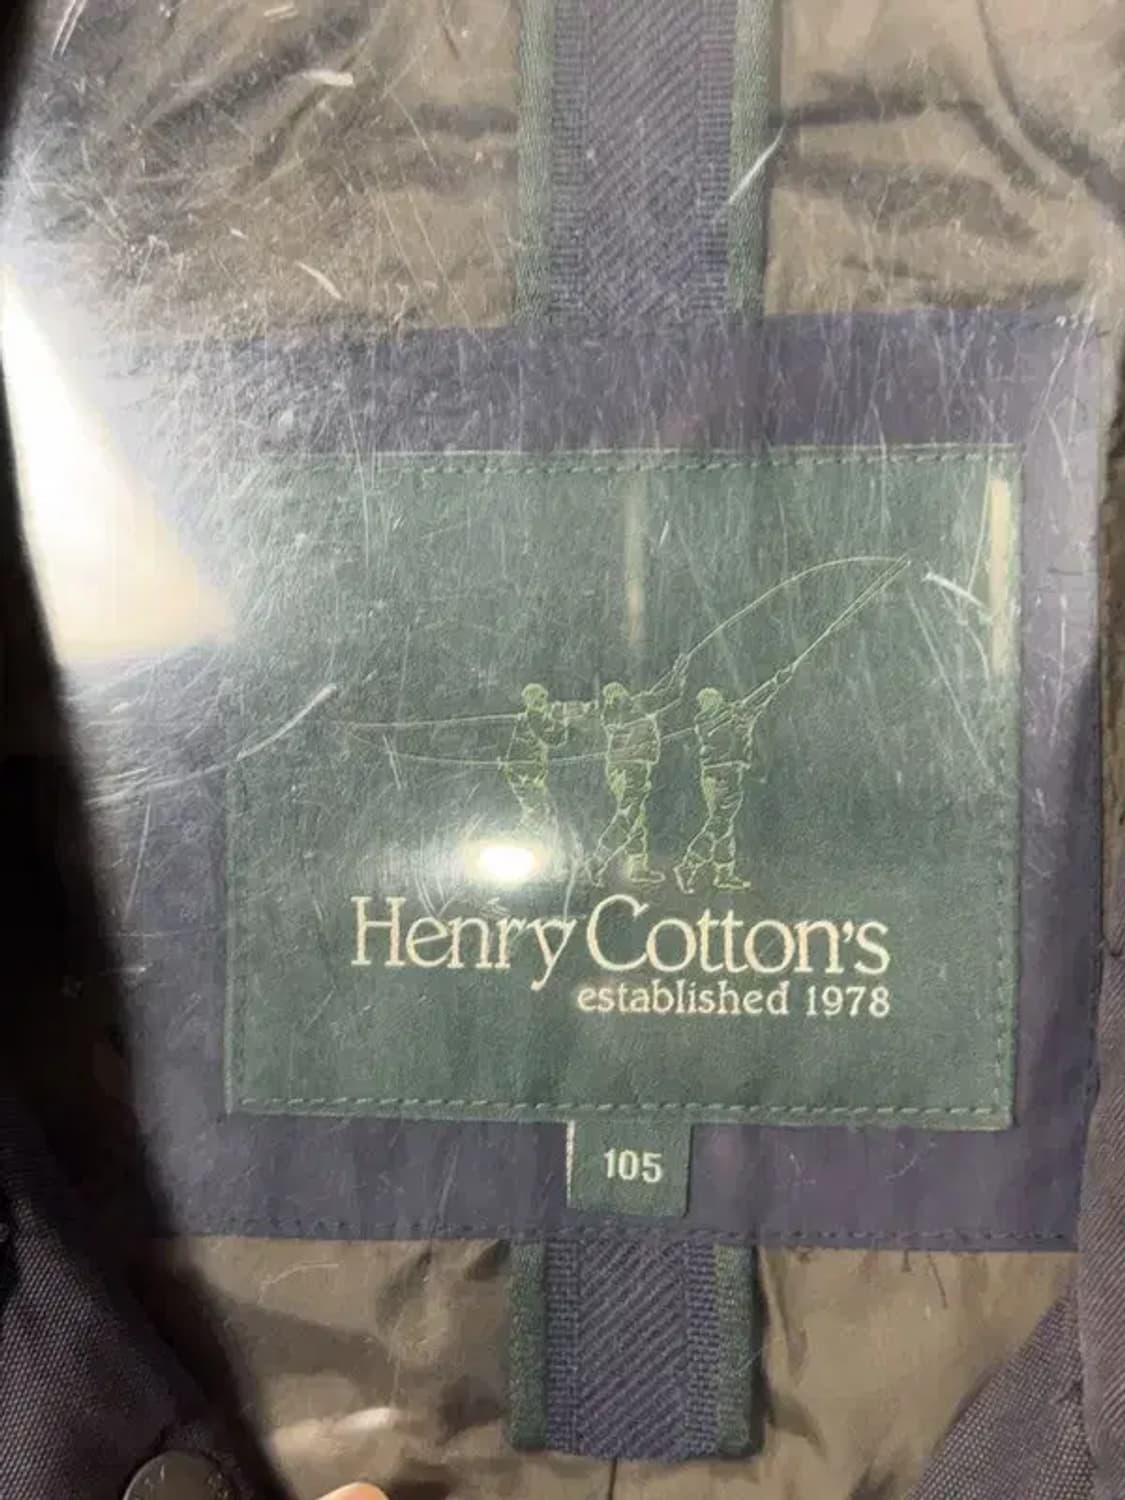 Henry Cotton's
established 1978
105